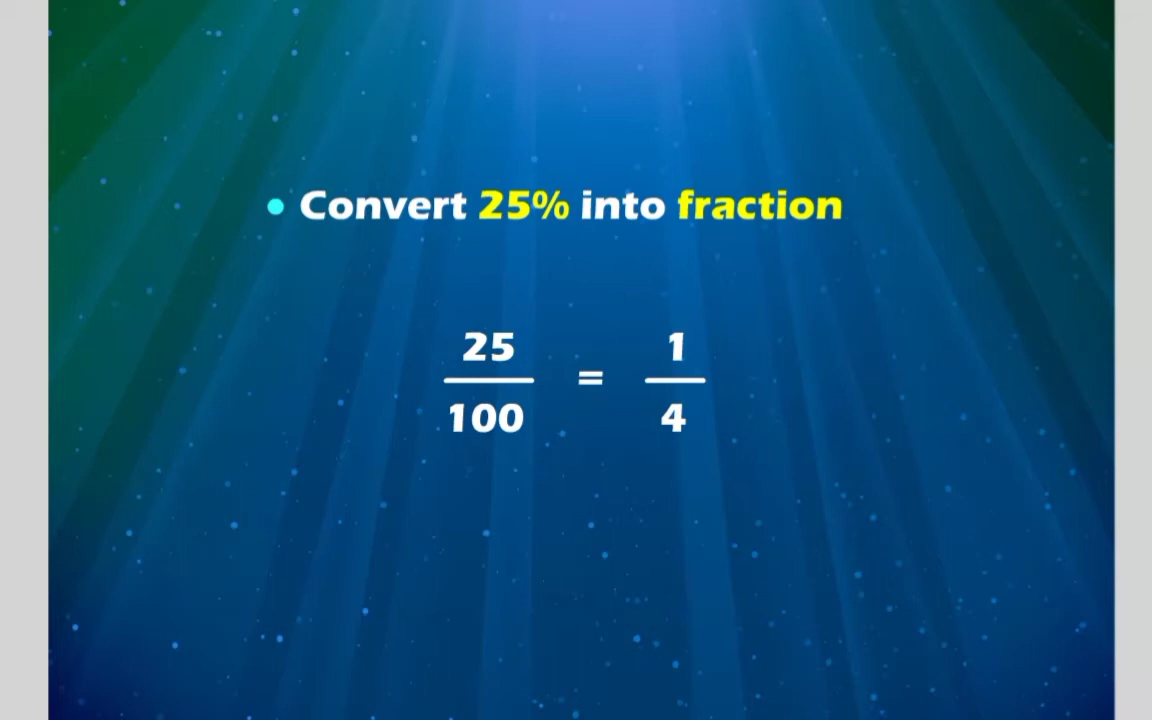 • Convert 25% into fraction
25/100 = 1/4